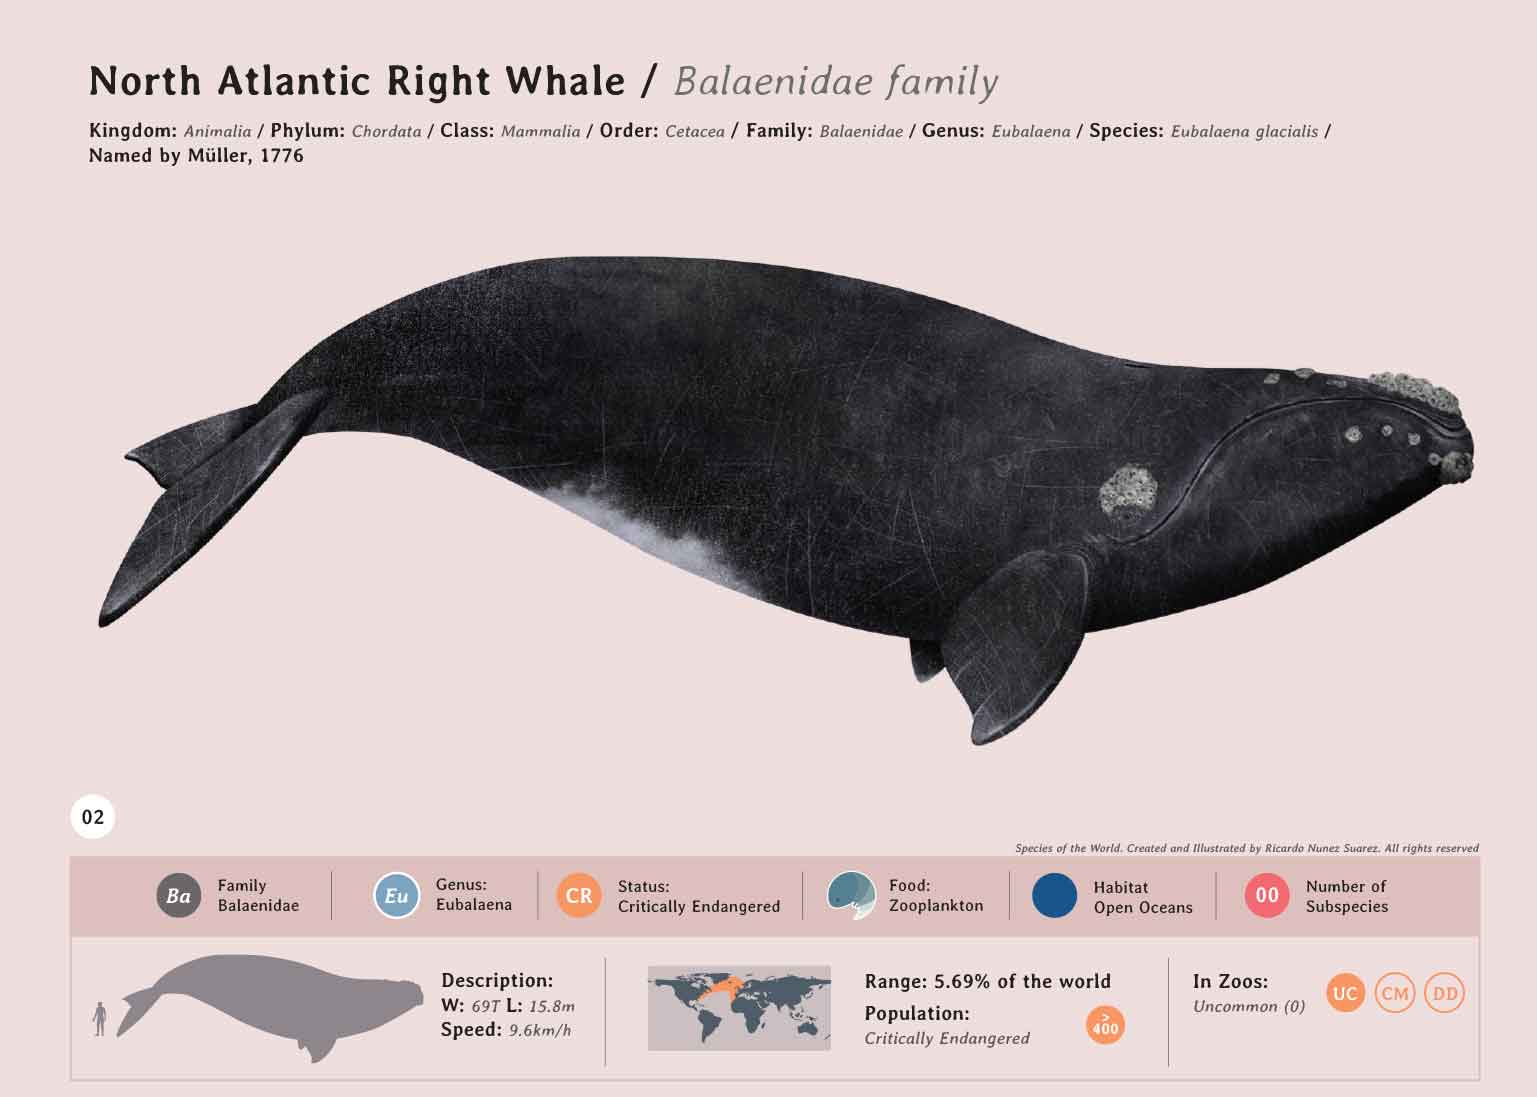 North Atlantic Right Whale / Balaenidae family
Kingdom: Animalia / Phylum: Chordata / Class: Mammalia / Order: Cetacea / Family: Balaenidae / Genus: Eubalaena / Species: Eubalaena glacialis /
Named by Müller, 1776
02
Species of the World. Created and Illustrated by Ricardo Nunez Suarez. All rights reserved
Ba
Family
Balaenidae
Eu
Genus:
Eubalaena
CR
Status:
Critically Endangered
Food:
Zooplankton
Habitat
Open Oceans
00
Number of
Subspecies
Description:
W: 69T L: 15.8m
Speed: 9.6km/h
Range: 5.69% of the world
Population:
Critically Endangered
>
400
In Zoos:
Uncommon (0)
UC
CM
DD